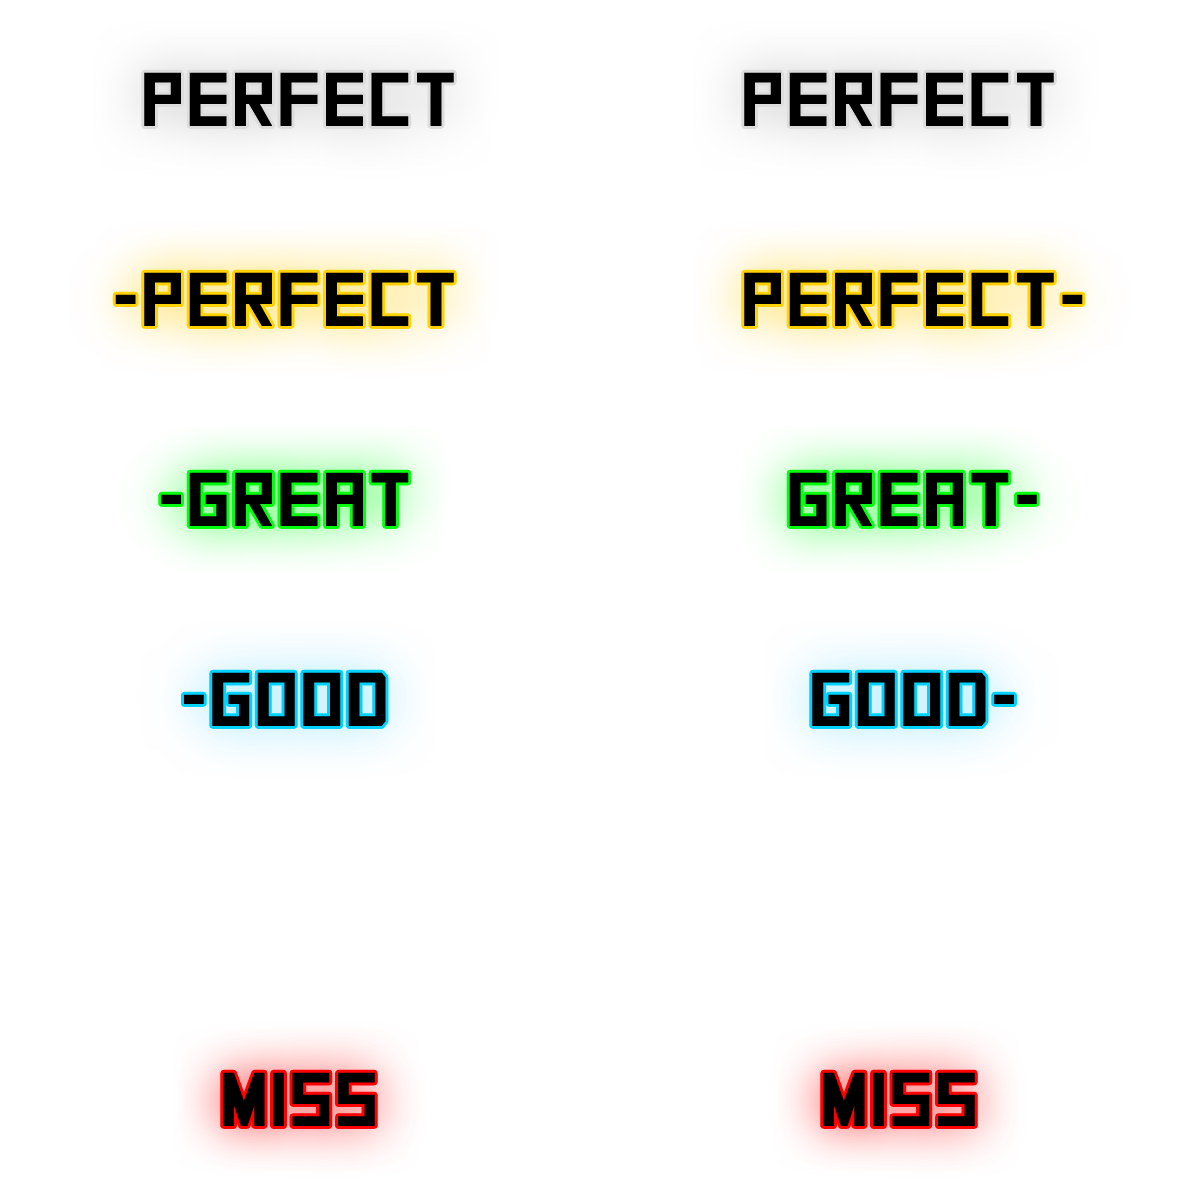 PERFECT PERFECT
-PERFECT PERFECT-
-GREAT GREAT-
-GOOD GOOD-
MISS MISS